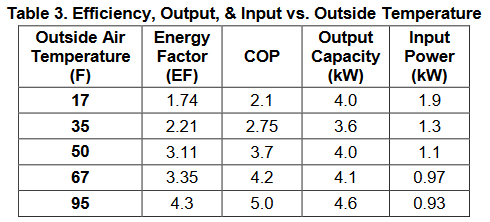 Table 3. Efficiency, Output, & Input vs. Outside Temperature
Outside Air Temperature (F) Energy Factor (EF) COP Output Capacity (kW) Input Power (kW)
17 1.74 2.1 4.0 1.9
35 2.21 2.75 3.6 1.3
50 3.11 3.7 4.0 1.1
67 3.35 4.2 4.1 0.97
95 4.3 5.0 4.6 0.93